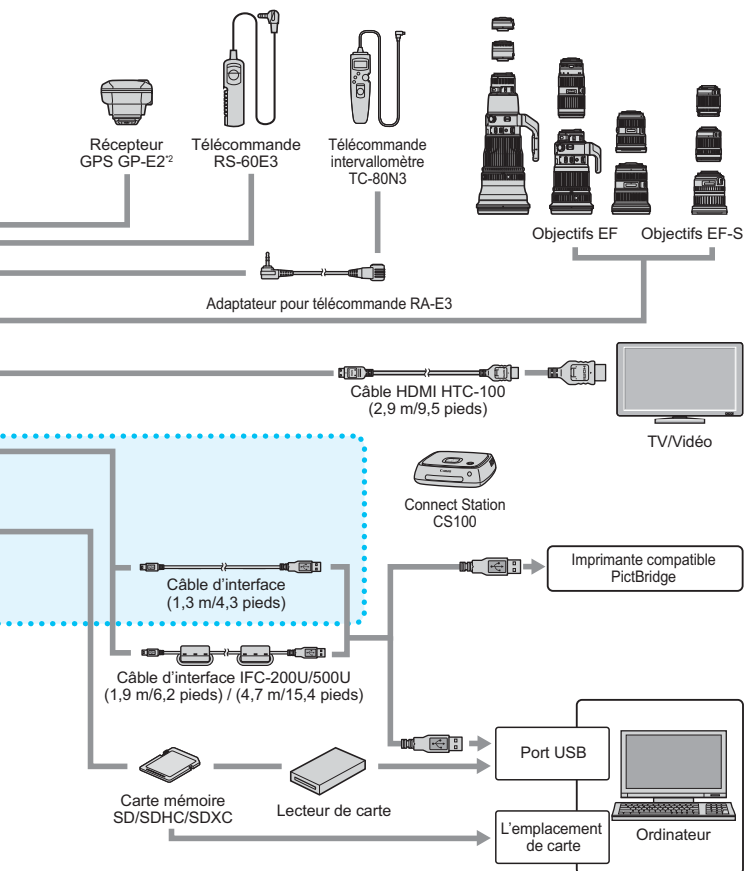 Récepteur
GPS GP-E2*2
Télécommande
RS-60E3
Télécommande
intervallomètre
TC-80N3
Objectifs EF
Objectifs EF-S
Adaptateur pour télécommande RA-E3
Câble HDMI HTC-100
(2,9 m/9,5 pieds)
TV/Vidéo
Canon
Connect Station
CS100
Câble d'interface
(1,3 m/4,3 pieds)
Imprimante compatible
PictBridge
Câble d'interface IFC-200U/500U
(1,9 m/6,2 pieds) / (4,7 m/15,4 pieds)
Port USB
Carte mémoire
SD/SDHC/SDXC
Lecteur de carte
L'emplacement
de carte
Ordinateur